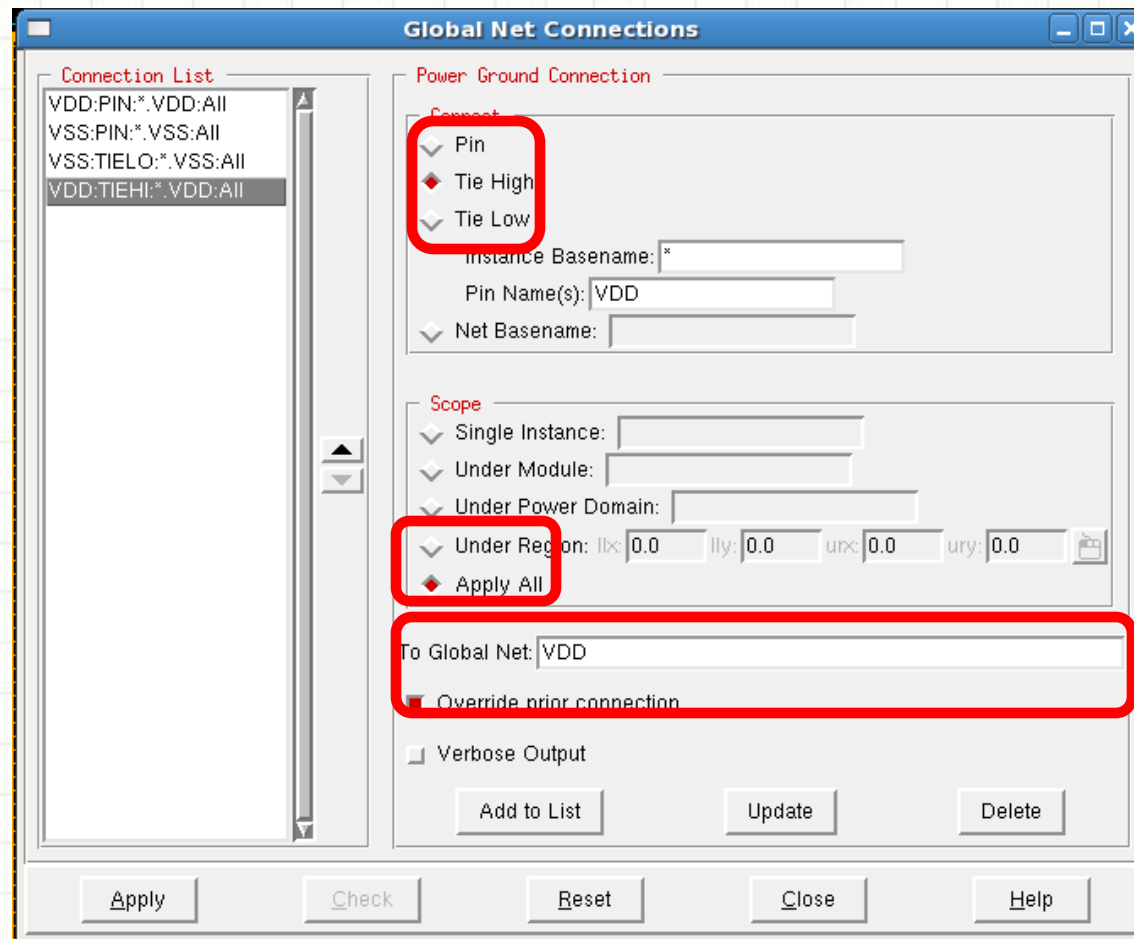 Global Net Connections
Connection List
VDD:PIN:*.VDD:All
VSS:PIN:*.VSS:All
VSS:TIELO:*.VSS:All
VDD:TIEHI:*.VDD:All
Power Ground Connection
Connect
Pin
Tie High
Tie Low
Instance Basename: *
Pin Name(s): VDD
Net Basename:
Scope
Single Instance:
Under Module:
Under Power Domain:
Under Region: llx: 0.0 lly: 0.0 urx: 0.0 ury: 0.0
Apply All
To Global Net: VDD
Override prior connection
Verbose Output
Add to List Update Delete
Apply Check Reset Close Help